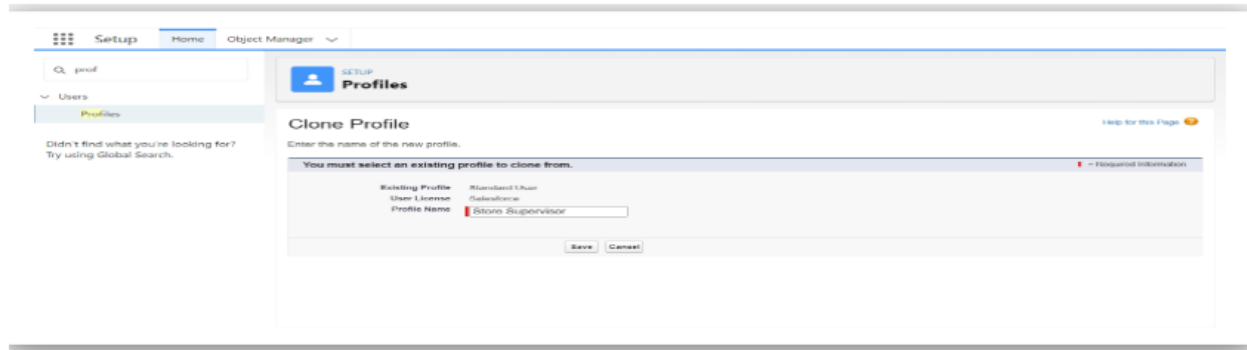 Setup Home Object Manager
prof
Users
Profiles
Didn't find what you're looking for?
Try using Global Search.
SETUP
Profiles
Clone Profile
Help for this Page
Enter the name of the new profile.
You must select an existing profile to clone from.
= Required Information
Existing Profile Standard User
User License Salesforce
Profile Name Store Supervisor
Save Cancel